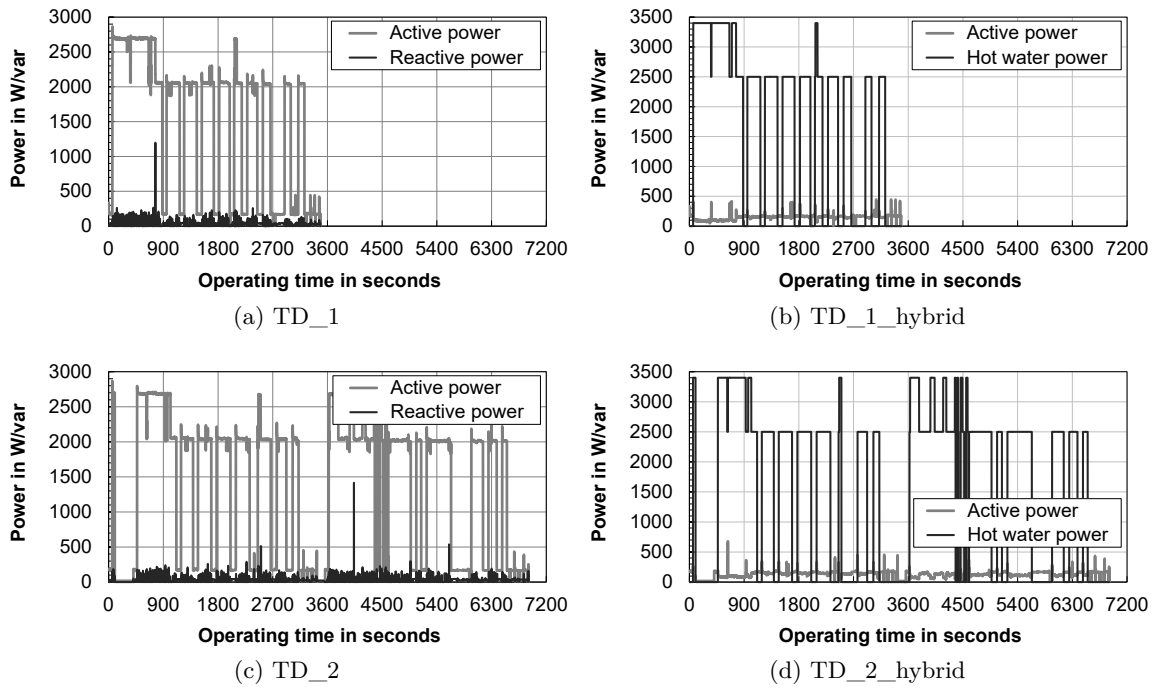 3000
2500
2000
1500
1000
500
0
Power in W/var
Active power
Reactive power
0 900 1800 2700 3600 4500 5400 6300 7200
Operating time in seconds
(a) TD_1
3500
3000
2500
2000
1500
1000
500
0
Power in W/var
Active power
Hot water power
0 900 1800 2700 3600 4500 5400 6300 7200
Operating time in seconds
(b) TD_1_hybrid
3000
2500
2000
1500
1000
500
0
Power in W/var
Active power
Reactive power
0 900 1800 2700 3600 4500 5400 6300 7200
Operating time in seconds
(c) TD_2
3500
3000
2500
2000
1500
1000
500
0
Power in W/var
Active power
Hot water power
0 900 1800 2700 3600 4500 5400 6300 7200
Operating time in seconds
(d) TD_2_hybrid